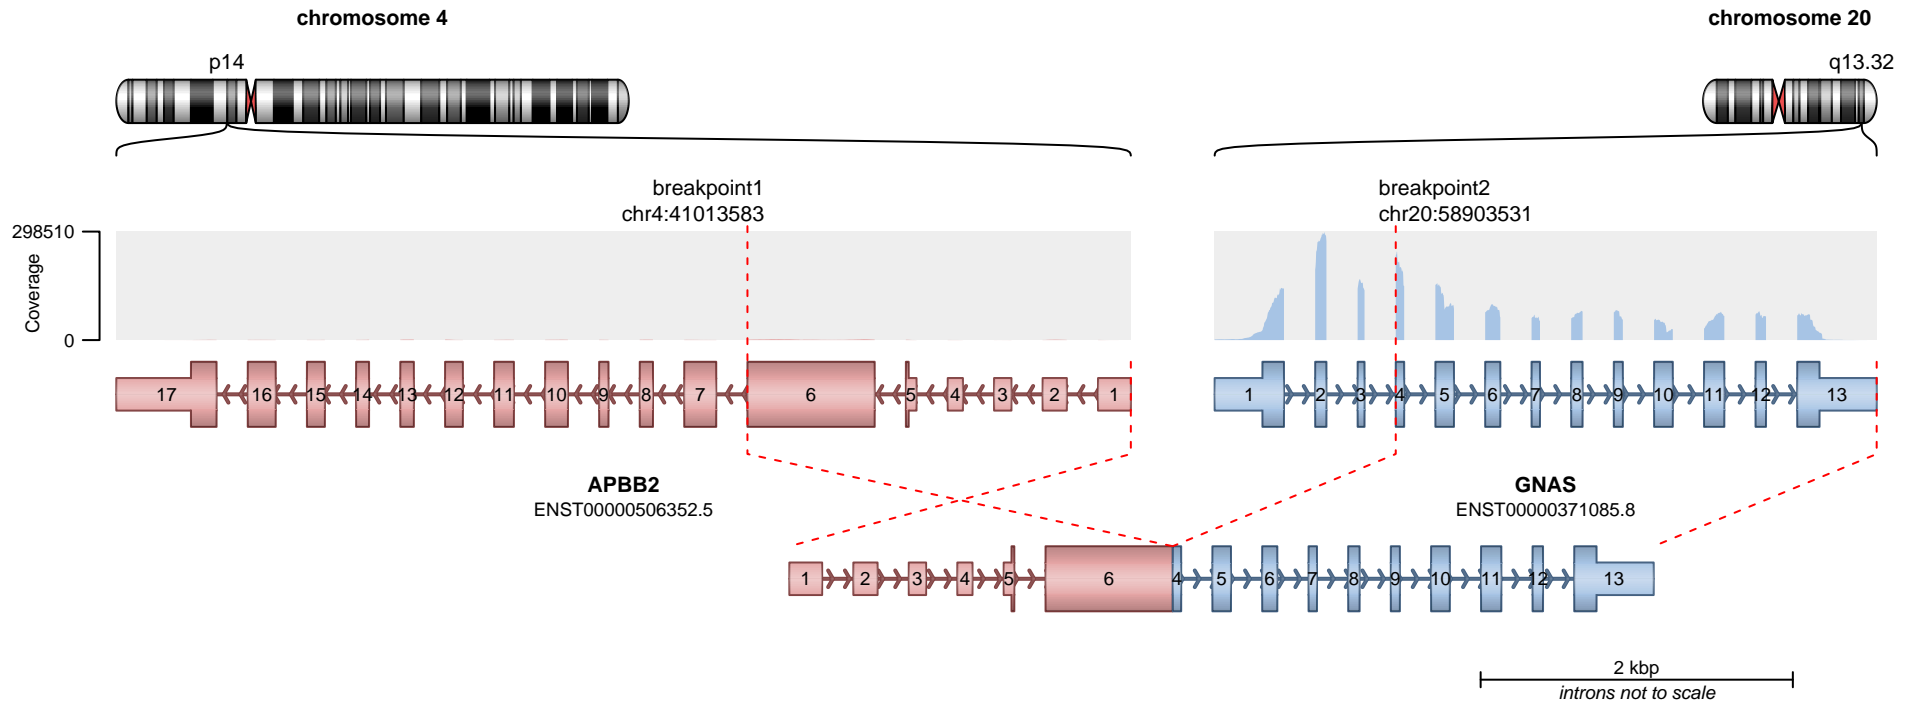 chromosome 4
chromosome 20
p14
q13.32
breakpoint1
chr4:41013583
breakpoint2
chr20:58903531
298510
Coverage
0
17 16 15 14 13 12 11 10 9 8 7 6 5 4 3 2 1
1 2 3 4 5 6 7 8 9 10 11 12 13
APBB2
ENST00000506352.5
GNAS
ENST00000371085.8
1 2 3 4 5 6 4 5 6 7 8 9 10 11 12 13
2 kbp
introns not to scale